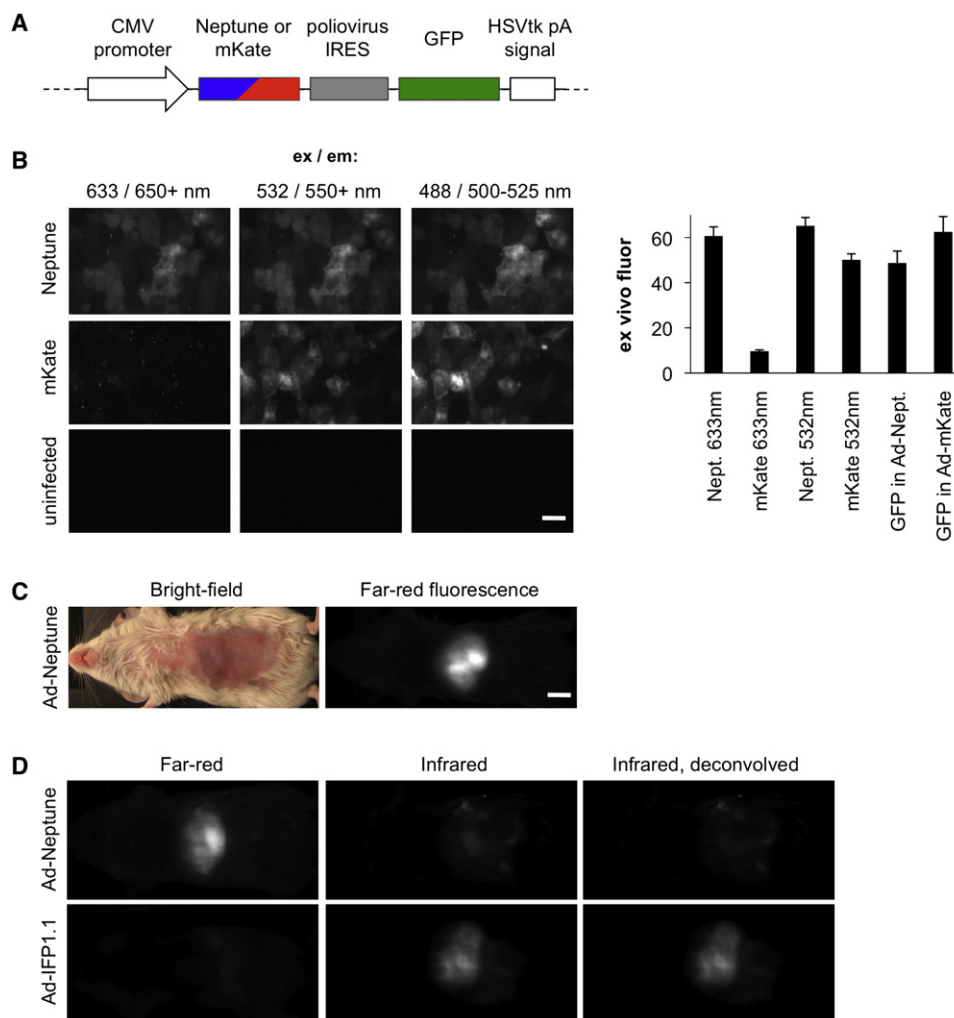 A
CMV promoter
Neptune or mKate
poliovirus IRES
GFP
HSVtk pA signal
B
ex / em:
633 / 650+ nm
532 / 550+ nm
488 / 500-525 nm
Neptune
mKate
uninfected
ex vivo fluor
60
40
20
0
Nept. 633nm
mKate 633nm
Nept. 532nm
mKate 532nm
GFP in Ad-Nept.
GFP in Ad-mKate
C
Bright-field
Far-red fluorescence
Ad-Neptune
D
Far-red
Infrared
Infrared, deconvolved
Ad-Neptune
Ad-IFP1.1